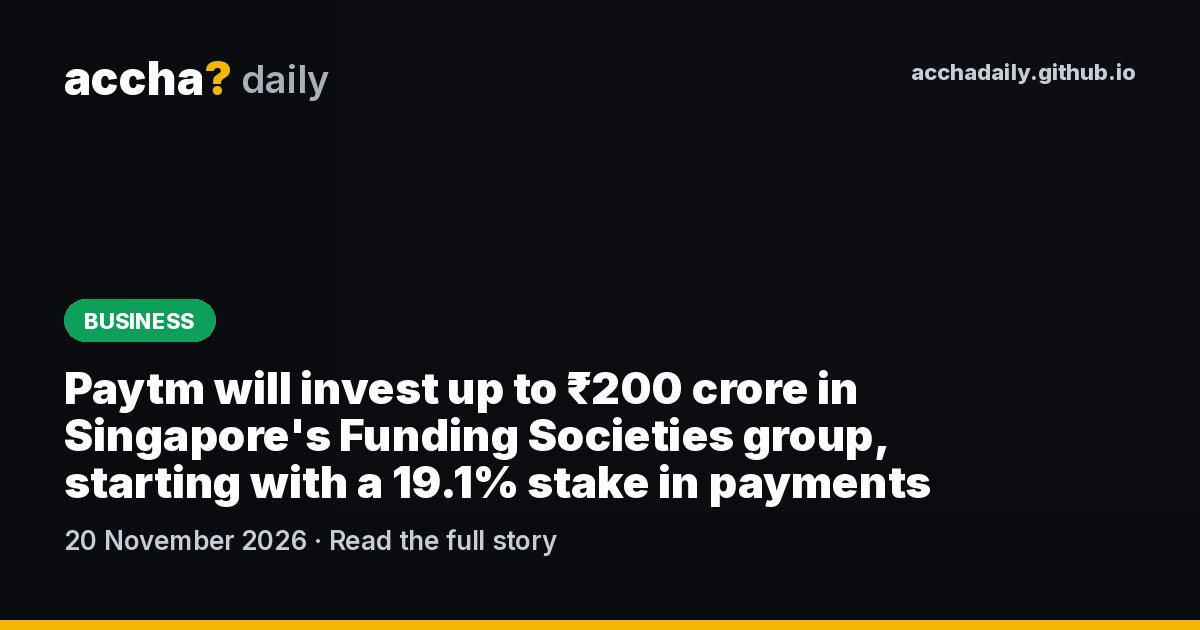 accha? daily
acchadaily.github.io
BUSINESS
Paytm will invest up to ₹200 crore in
Singapore's Funding Societies group,
starting with a 19.1% stake in payments
20 November 2026 · Read the full story